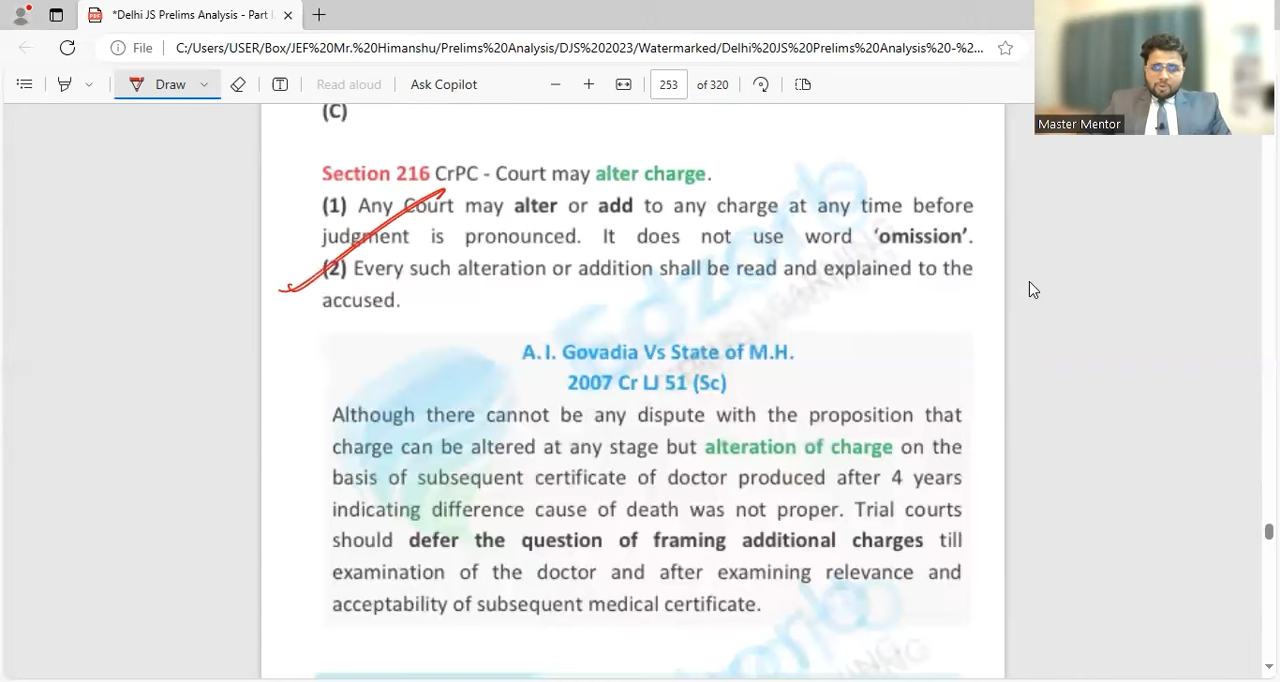 *Delhi JS Prelims Analysis - Part I
File
C:/Users/USER/Box/JEF%20Mr.%20Himanshu/Prelims%20Analysis/DJS%202023/Watermarked/Delhi%20JS%20Prelims%20Analysis%20-%2...
Draw
Read aloud
Ask Copilot
253 of 320
Master Mentor
(C)
Section 216 CrPC - Court may alter charge.
(1) Any Court may alter or add to any charge at any time before
judgment is pronounced. It does not use word ‘omission’.
(2) Every such alteration or addition shall be read and explained to the
accused.
A. I. Govadia Vs State of M.H.
2007 Cr LJ 51 (Sc)
Although there cannot be any dispute with the proposition that
charge can be altered at any stage but alteration of charge on the
basis of subsequent certificate of doctor produced after 4 years
indicating difference cause of death was not proper. Trial courts
should defer the question of framing additional charges till
examination of the doctor and after examining relevance and
acceptability of subsequent medical certificate.
Edzorb